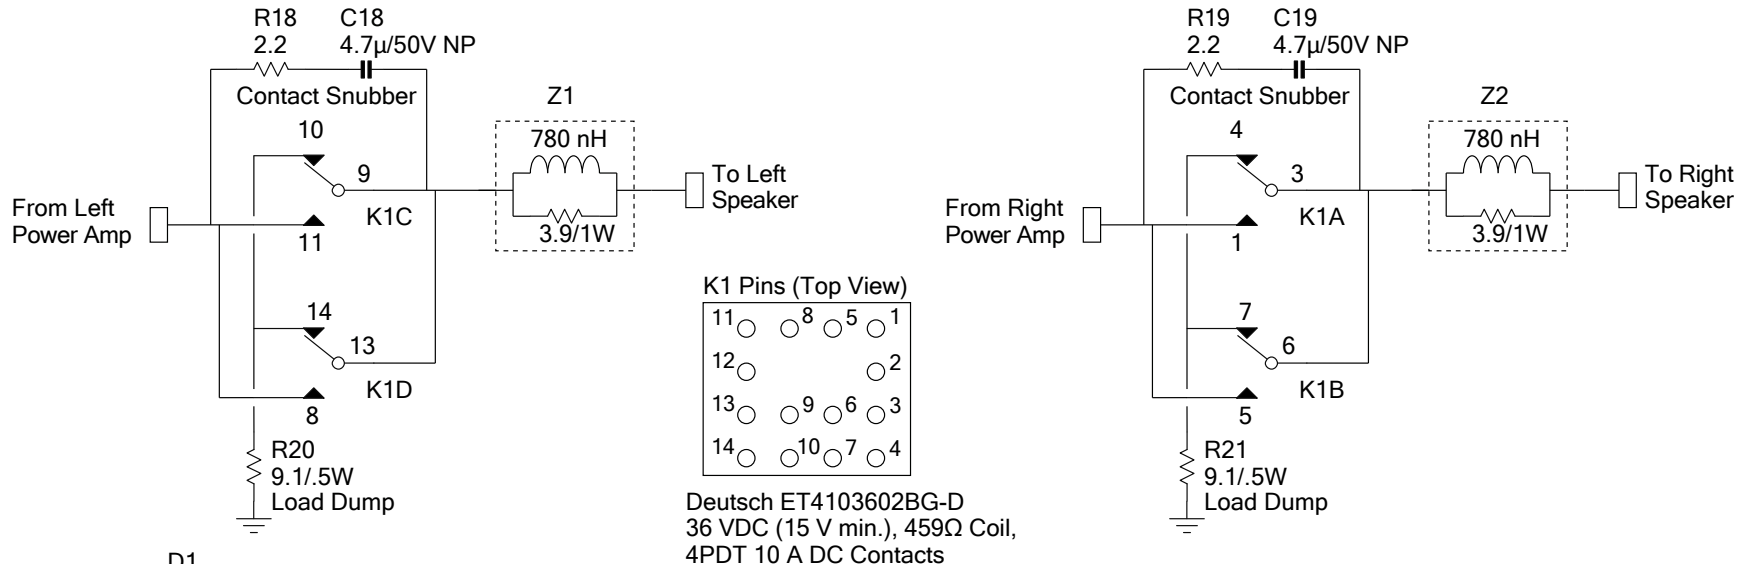 R18
2.2
C18
4.7µ/50V NP
Contact Snubber
Z1
780 nH
3.9/1W
10
9
K1C
11
14
13
K1D
8
From Left
Power Amp
To Left
Speaker
R20
9.1/.5W
Load Dump
D1
K1 Pins (Top View)
11 8 5 1
12 2
13 9 6 3
14 10 7 4
Deutsch ET4103602BG-D
36 VDC (15 V min.), 459Ω Coil,
4PDT 10 A DC Contacts
R19
2.2
C19
4.7µ/50V NP
Contact Snubber
Z2
780 nH
3.9/1W
4
3
K1A
1
7
6
K1B
5
From Right
Power Amp
To Right
Speaker
R21
9.1/.5W
Load Dump